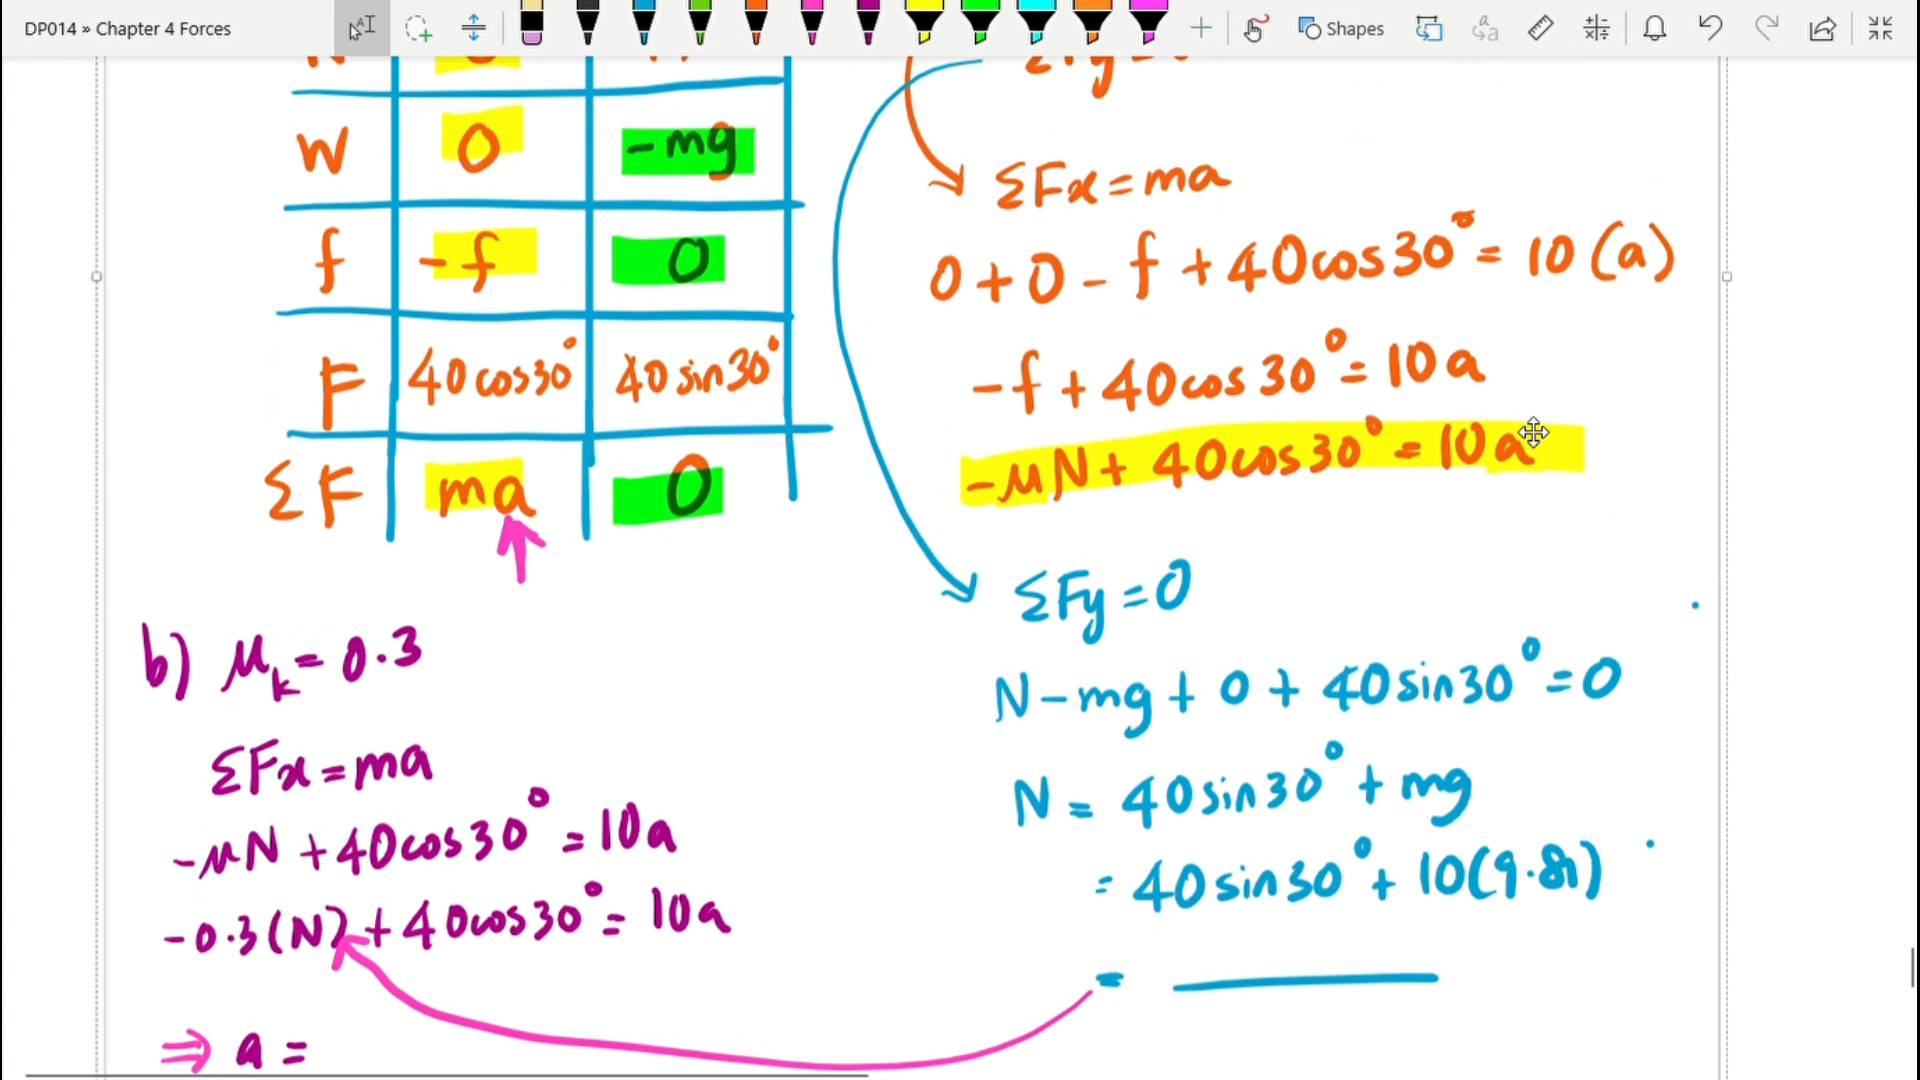 DP014 » Chapter 4 Forces
Shapes
W 0 -mg
f -f 0
F 40cos30° 40sin30°
ΣF ma 0
ΣFy=0
ΣFx=ma
0+0-f+40cos30°=10(a)
-f+40cos30°=10a
-μN+40cos30°=10a
ΣFy=0
N-mg+0+40sin30°=0
N=40sin30°+mg
=40sin30°+10(9.81)
=
b) μk=0.3
ΣFx=ma
-μN+40cos30°=10a
-0.3(N)+40cos30°=10a
⇒ a=